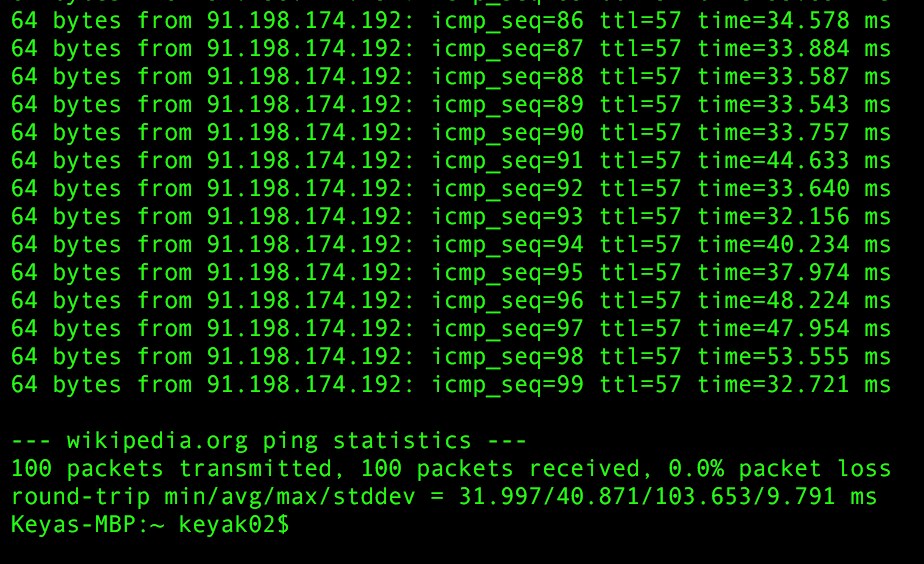 64 bytes from 91.198.174.192: icmp_seq=86 ttl=57 time=34.578 ms
64 bytes from 91.198.174.192: icmp_seq=87 ttl=57 time=33.884 ms
64 bytes from 91.198.174.192: icmp_seq=88 ttl=57 time=33.587 ms
64 bytes from 91.198.174.192: icmp_seq=89 ttl=57 time=33.543 ms
64 bytes from 91.198.174.192: icmp_seq=90 ttl=57 time=33.757 ms
64 bytes from 91.198.174.192: icmp_seq=91 ttl=57 time=44.633 ms
64 bytes from 91.198.174.192: icmp_seq=92 ttl=57 time=33.640 ms
64 bytes from 91.198.174.192: icmp_seq=93 ttl=57 time=32.156 ms
64 bytes from 91.198.174.192: icmp_seq=94 ttl=57 time=40.234 ms
64 bytes from 91.198.174.192: icmp_seq=95 ttl=57 time=37.974 ms
64 bytes from 91.198.174.192: icmp_seq=96 ttl=57 time=48.224 ms
64 bytes from 91.198.174.192: icmp_seq=97 ttl=57 time=47.954 ms
64 bytes from 91.198.174.192: icmp_seq=98 ttl=57 time=53.555 ms
64 bytes from 91.198.174.192: icmp_seq=99 ttl=57 time=32.721 ms
--- wikipedia.org ping statistics ---
100 packets transmitted, 100 packets received, 0.0% packet loss
round-trip min/avg/max/stddev = 31.997/40.871/103.653/9.791 ms
Keyas-MBP:~ keyak02$